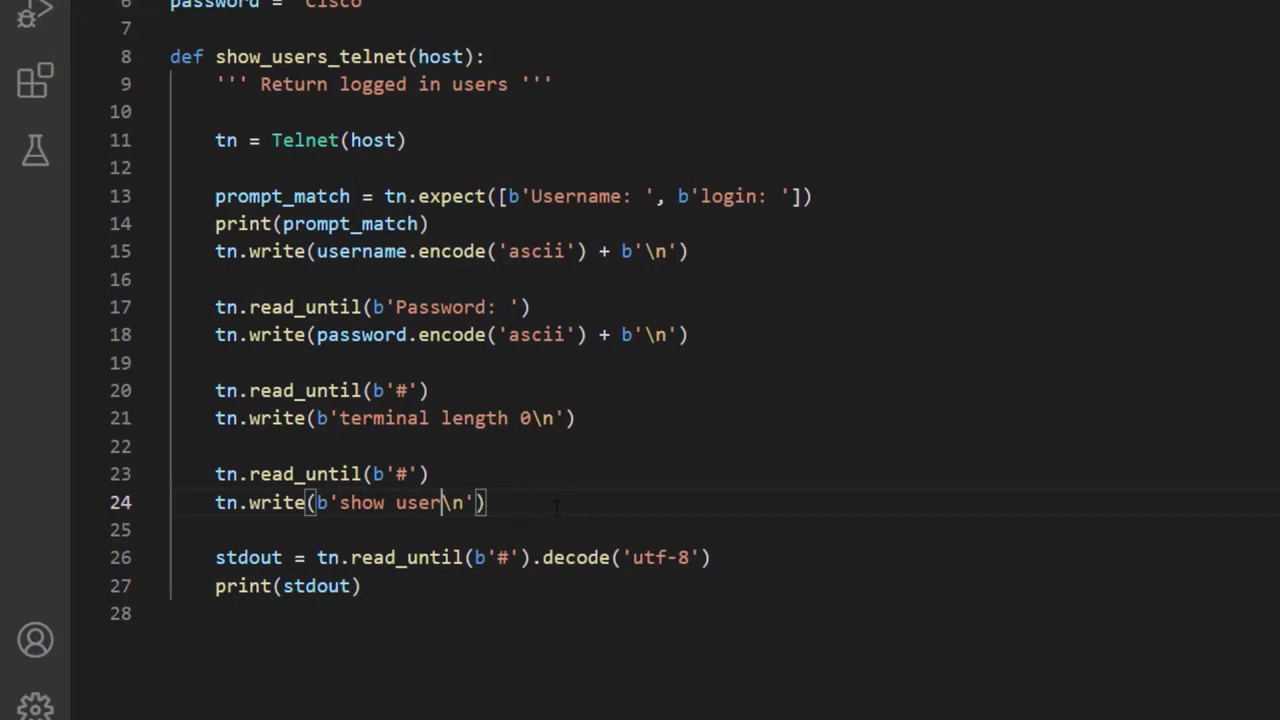 6 password = 'cisco'
7
8 def show_users_telnet(host):
9 ''' Return logged in users '''
10
11 tn = Telnet(host)
12
13 prompt_match = tn.expect([b'Username: ', b'login: '])
14 print(prompt_match)
15 tn.write(username.encode('ascii') + b'\n')
16
17 tn.read_until(b'Password: ')
18 tn.write(password.encode('ascii') + b'\n')
19
20 tn.read_until(b'#')
21 tn.write(b'terminal length 0\n')
22
23 tn.read_until(b'#')
24 tn.write(b'show user\n')
25
26 stdout = tn.read_until(b'#').decode('utf-8')
27 print(stdout)
28